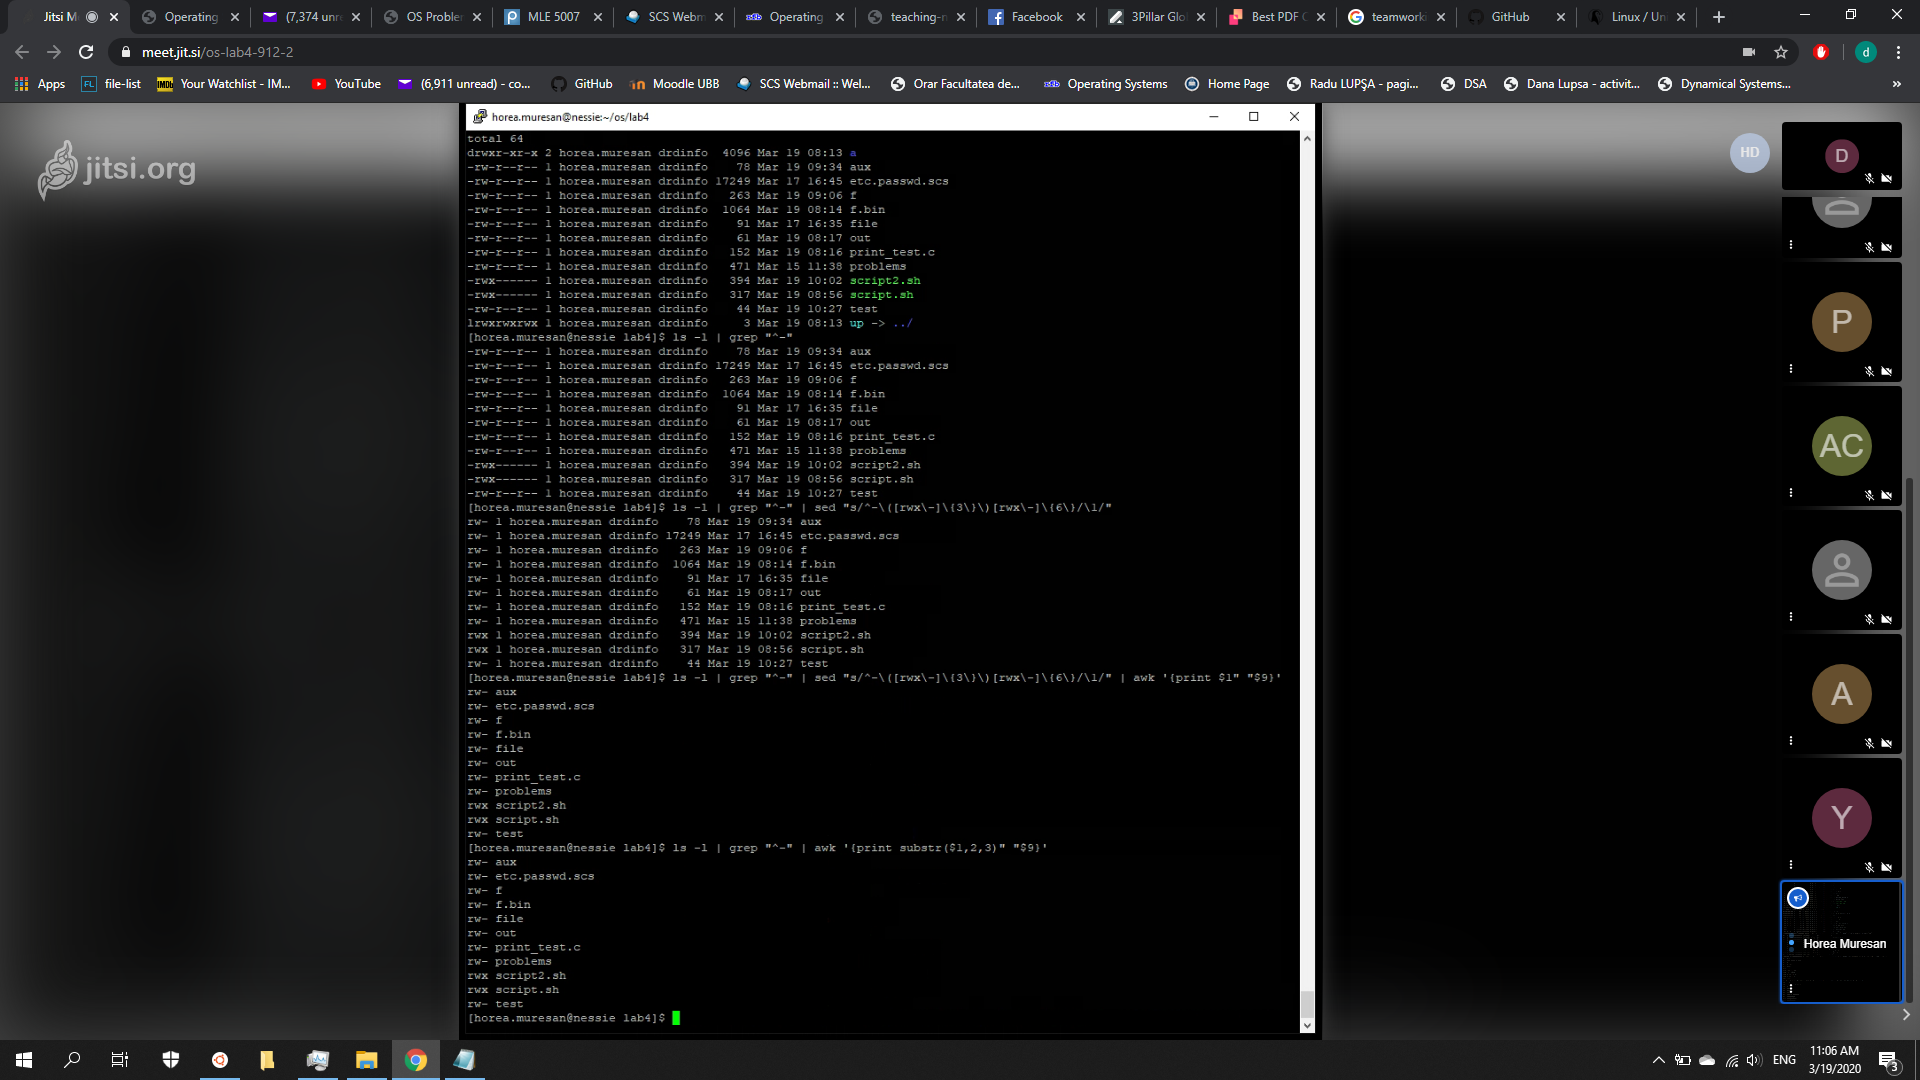 Jitsi M
Operating
(7,374 unr
OS Proble
MLE 5007
SCS Webm
Operating
teaching-r
Facebook
3Pillar Glo
Best PDF C
teamwork
GitHub
Linux / Un
meet.jit.si/os-lab4-912-2
d
Apps
file-list
Your Watchlist - IM...
YouTube
(6,911 unread) - co...
GitHub
Moodle UBB
SCS Webmail :: Wel...
Orar Facultatea de...
Operating Systems
Home Page
Radu LUPŞA - pagi...
DSA
Dana Lupsa - activit...
Dynamical Systems...
»
jitsi.org
horea.muresan@nessie:~/os/lab4
total 64
drwxr-xr-x 2 horea.muresan drdinfo  4096 Mar 19 08:13 a
-rw-r--r-- 1 horea.muresan drdinfo    78 Mar 19 09:34 aux
-rw-r--r-- 1 horea.muresan drdinfo 17249 Mar 17 16:45 etc.passwd.scs
-rw-r--r-- 1 horea.muresan drdinfo   263 Mar 19 09:06 f
-rw-r--r-- 1 horea.muresan drdinfo  1064 Mar 19 08:14 f.bin
-rw-r--r-- 1 horea.muresan drdinfo    91 Mar 17 16:35 file
-rw-r--r-- 1 horea.muresan drdinfo    61 Mar 19 08:17 out
-rw-r--r-- 1 horea.muresan drdinfo   152 Mar 19 08:16 print_test.c
-rw-r--r-- 1 horea.muresan drdinfo   471 Mar 15 11:38 problems
-rwx------ 1 horea.muresan drdinfo   394 Mar 19 10:02 script2.sh
-rwx------ 1 horea.muresan drdinfo   317 Mar 19 08:56 script.sh
-rw-r--r-- 1 horea.muresan drdinfo    44 Mar 19 10:27 test
lrwxrwxrwx 1 horea.muresan drdinfo     3 Mar 19 08:13 up -> ../
[horea.muresan@nessie lab4]$ ls -l | grep "^-"
-rw-r--r-- 1 horea.muresan drdinfo    78 Mar 19 09:34 aux
-rw-r--r-- 1 horea.muresan drdinfo 17249 Mar 17 16:45 etc.passwd.scs
-rw-r--r-- 1 horea.muresan drdinfo   263 Mar 19 09:06 f
-rw-r--r-- 1 horea.muresan drdinfo  1064 Mar 19 08:14 f.bin
-rw-r--r-- 1 horea.muresan drdinfo    91 Mar 17 16:35 file
-rw-r--r-- 1 horea.muresan drdinfo    61 Mar 19 08:17 out
-rw-r--r-- 1 horea.muresan drdinfo   152 Mar 19 08:16 print_test.c
-rw-r--r-- 1 horea.muresan drdinfo   471 Mar 15 11:38 problems
-rwx------ 1 horea.muresan drdinfo   394 Mar 19 10:02 script2.sh
-rwx------ 1 horea.muresan drdinfo   317 Mar 19 08:56 script.sh
-rw-r--r-- 1 horea.muresan drdinfo    44 Mar 19 10:27 test
[horea.muresan@nessie lab4]$ ls -l | grep "^-" | sed "s/^-\([rwx\-]\{3\}\)[rwx\-]\{6\}/\1/"
rw- 1 horea.muresan drdinfo    78 Mar 19 09:34 aux
rw- 1 horea.muresan drdinfo 17249 Mar 17 16:45 etc.passwd.scs
rw- 1 horea.muresan drdinfo   263 Mar 19 09:06 f
rw- 1 horea.muresan drdinfo  1064 Mar 19 08:14 f.bin
rw- 1 horea.muresan drdinfo    91 Mar 17 16:35 file
rw- 1 horea.muresan drdinfo    61 Mar 19 08:17 out
rw- 1 horea.muresan drdinfo   152 Mar 19 08:16 print_test.c
rw- 1 horea.muresan drdinfo   471 Mar 15 11:38 problems
rwx 1 horea.muresan drdinfo   394 Mar 19 10:02 script2.sh
rwx 1 horea.muresan drdinfo   317 Mar 19 08:56 script.sh
rw- 1 horea.muresan drdinfo    44 Mar 19 10:27 test
[horea.muresan@nessie lab4]$ ls -l | grep "^-" | sed "s/^-\([rwx\-]\{3\}\)[rwx\-]\{6\}/\1/" | awk '{print $1" "$9}'
rw- aux
rw- etc.passwd.scs
rw- f
rw- f.bin
rw- file
rw- out
rw- print_test.c
rw- problems
rwx script2.sh
rwx script.sh
rw- test
[horea.muresan@nessie lab4]$ ls -l | grep "^-" | awk '{print substr($1,2,3)" "$9}'
rw- aux
rw- etc.passwd.scs
rw- f
rw- f.bin
rw- file
rw- out
rw- print_test.c
rw- problems
rwx script2.sh
rwx script.sh
rw- test
[horea.muresan@nessie lab4]$
HD
D
P
AC
A
Y
Horea Muresan
ENG
11:06 AM
3/19/2020
3